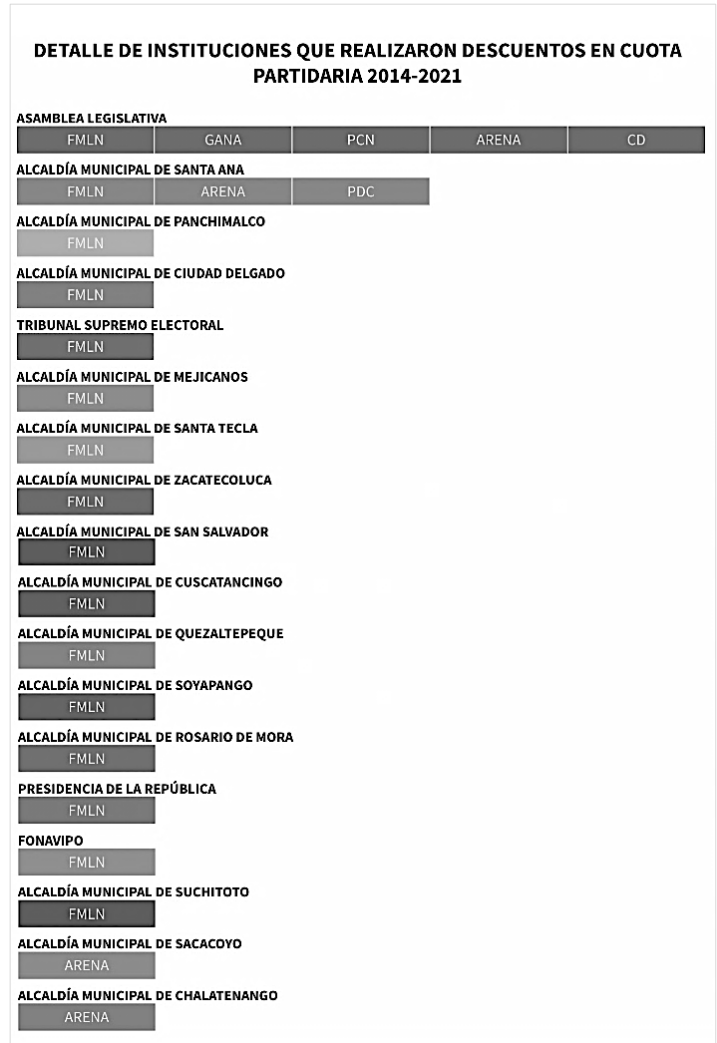 DETALLE DE INSTITUCIONES QUE REALIZARON DESCUENTOS EN CUOTA
PARTIDARIA 2014-2021
ASAMBLEA LEGISLATIVA
FMLN GANA PCN ARENA CD
ALCALDÍA MUNICIPAL DE SANTA ANA
FMLN ARENA PDC
ALCALDÍA MUNICIPAL DE PANCHIMALCO
FMLN
ALCALDÍA MUNICIPAL DE CIUDAD DELGADO
FMLN
TRIBUNAL SUPREMO ELECTORAL
FMLN
ALCALDÍA MUNICIPAL DE MEJICANOS
FMLN
ALCALDÍA MUNICIPAL DE SANTA TECLA
FMLN
ALCALDÍA MUNICIPAL DE ZACATECOLUCA
FMLN
ALCALDÍA MUNICIPAL DE SAN SALVADOR
FMLN
ALCALDÍA MUNICIPAL DE CUSCATANCINGO
FMLN
ALCALDÍA MUNICIPAL DE QUEZALTEPEQUE
FMLN
ALCALDÍA MUNICIPAL DE SOYAPANGO
FMLN
ALCALDÍA MUNICIPAL DE ROSARIO DE MORA
FMLN
PRESIDENCIA DE LA REPÚBLICA
FMLN
FONAVIPO
FMLN
ALCALDÍA MUNICIPAL DE SUCHITOTO
FMLN
ALCALDÍA MUNICIPAL DE SACACOYO
ARENA
ALCALDÍA MUNICIPAL DE CHALATENANGO
ARENA